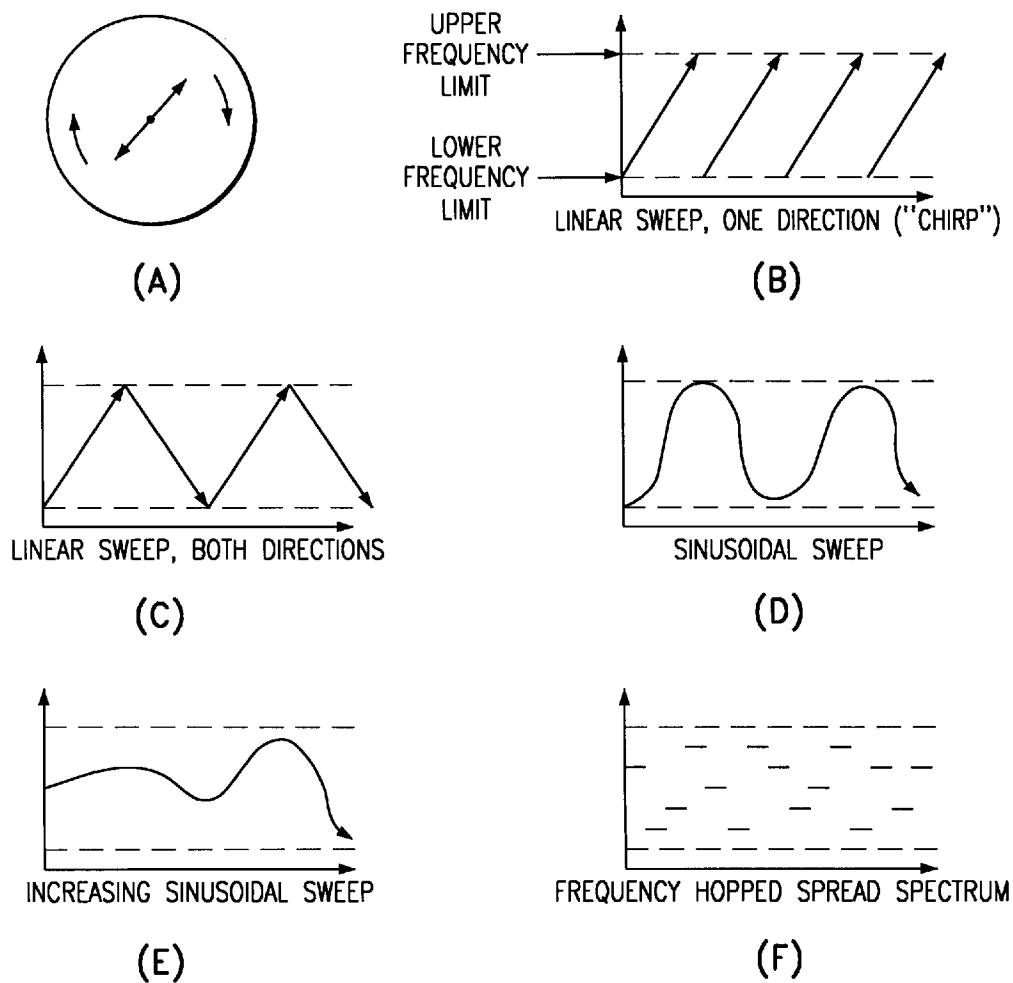 (A)
UPPER
FREQUENCY
LIMIT
LOWER
FREQUENCY
LIMIT
LINEAR SWEEP, ONE DIRECTION ("CHIRP")
(B)
LINEAR SWEEP, BOTH DIRECTIONS
(C)
SINUSOIDAL SWEEP
(D)
INCREASING SINUSOIDAL SWEEP
(E)
FREQUENCY HOPPED SPREAD SPECTRUM
(F)